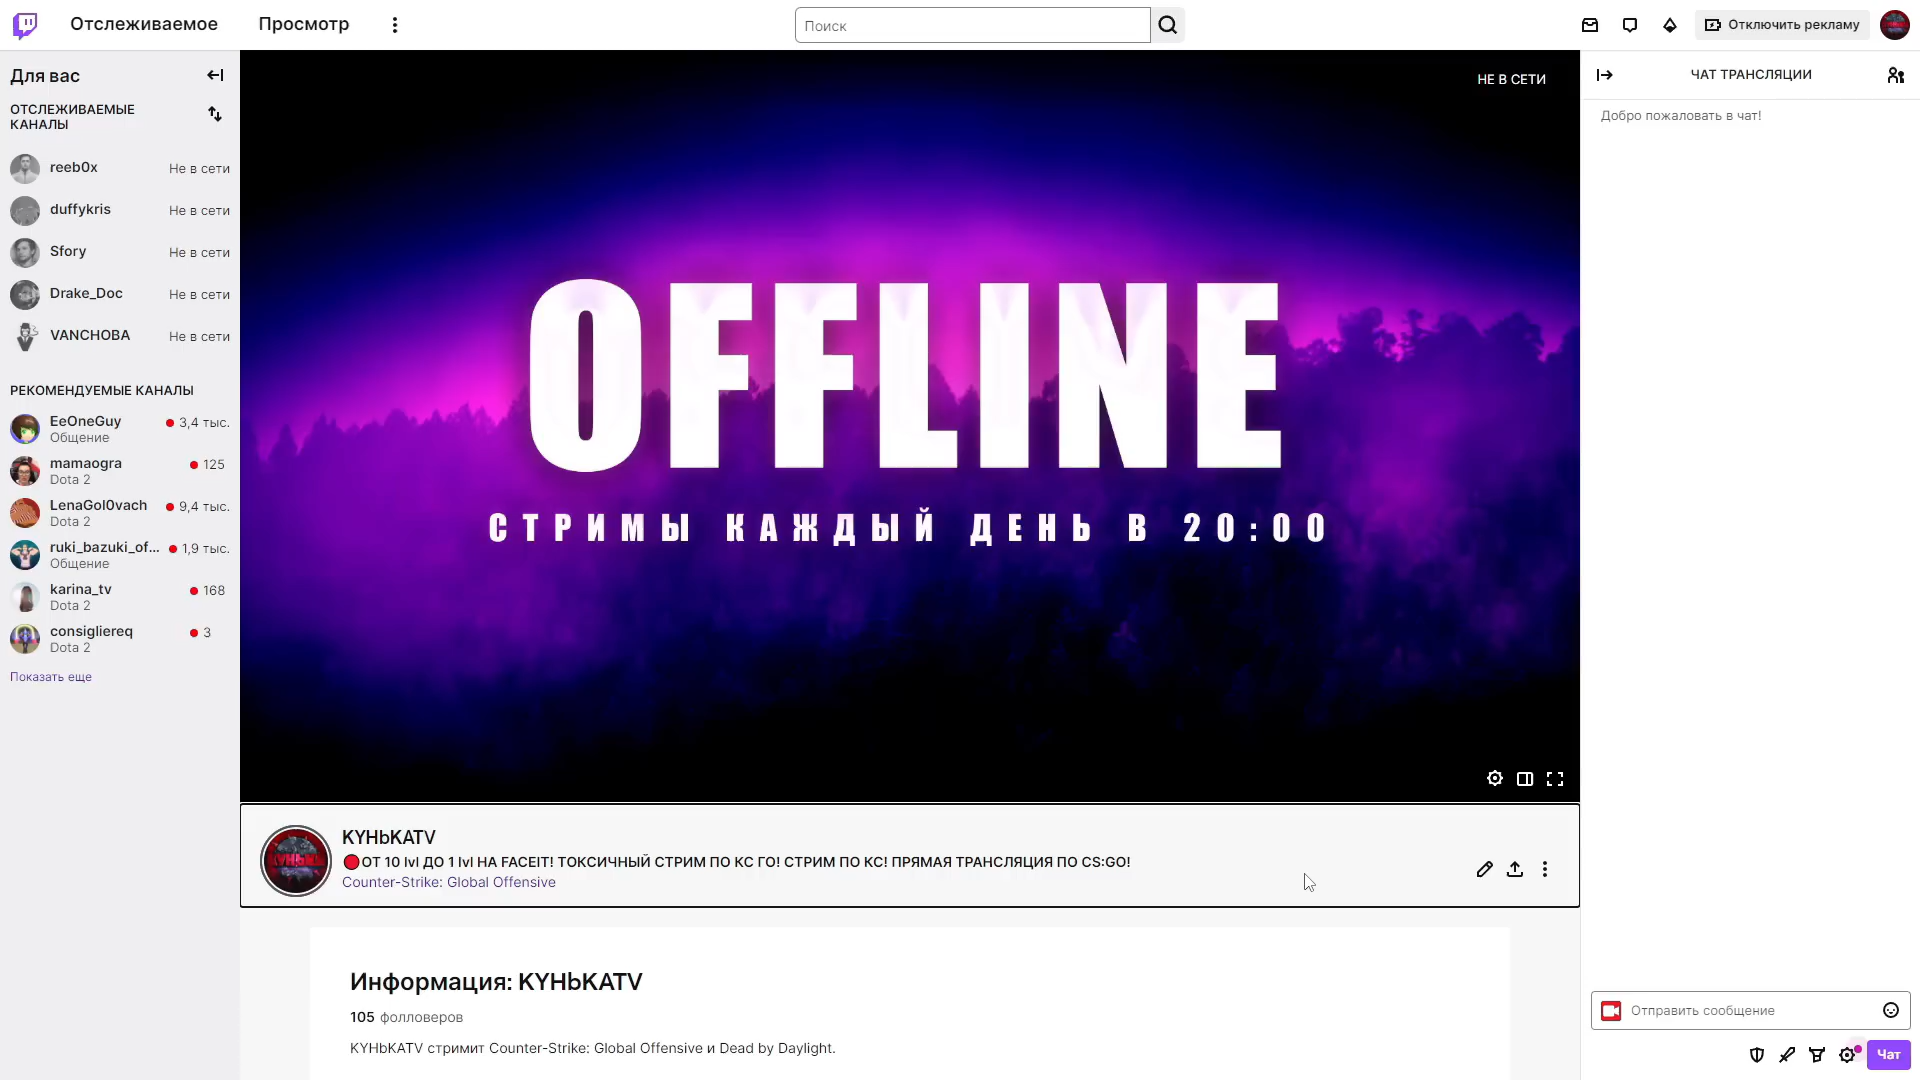 Отслеживаемое
Просмотр
Поиск
Отключить рекламу
Для вас
ОТСЛЕЖИВАЕМЫЕ
КАНАЛЫ
reeb0x Не в сети
duffykris Не в сети
Sfory Не в сети
Drake_Doc Не в сети
VANCHOBA Не в сети
РЕКОМЕНДУЕМЫЕ КАНАЛЫ
EeOneGuy 3,4 тыс.
Общение
mamaogra 125
Dota 2
LenaGol0vach 9,4 тыс.
Dota 2
ruki_bazuki_of... 1,9 тыс.
Общение
karina_tv 168
Dota 2
consigliereq 3
Dota 2
Показать еще
НЕ В СЕТИ
OFFLINE
СТРИМЫ КАЖДЫЙ ДЕНЬ В 20:00
KYHbKATV
ОТ 10 lvl ДО 1 lvl НА FACEIT! ТОКСИЧНЫЙ СТРИМ ПО КС ГО! СТРИМ ПО КС! ПРЯМАЯ ТРАНСЛЯЦИЯ ПО CS:GO!
Counter-Strike: Global Offensive
Информация: KYHbKATV
105 фолловеров
KYHbKATV стримит Counter-Strike: Global Offensive и Dead by Daylight.
ЧАТ ТРАНСЛЯЦИИ
Добро пожаловать в чат!
Отправить сообщение
Чат